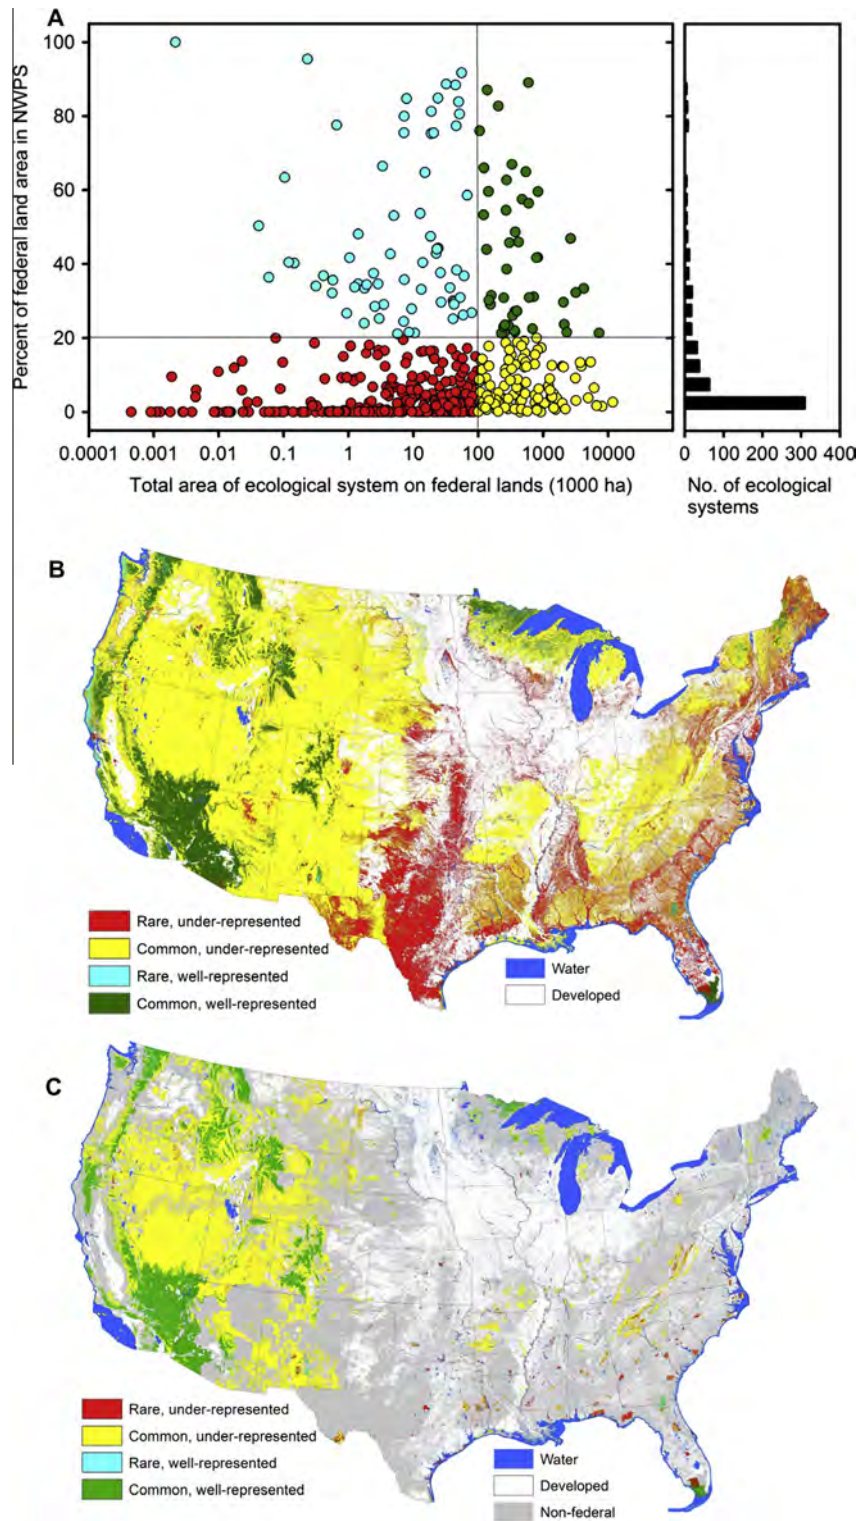 A
Percent of federal land area in NWPS
100
80
60
40
20
0
0.0001
0.001
0.01
0.1
1
10
100
1000
10000
Total area of ecological system on federal lands (1000 ha)
0
100
200
300
400
No. of ecological
systems
B
Rare, under-represented
Common, under-represented
Rare, well-represented
Common, well-represented
Water
Developed
C
Rare, under-represented
Common, under-represented
Rare, well-represented
Common, well-represented
Water
Developed
Non-federal